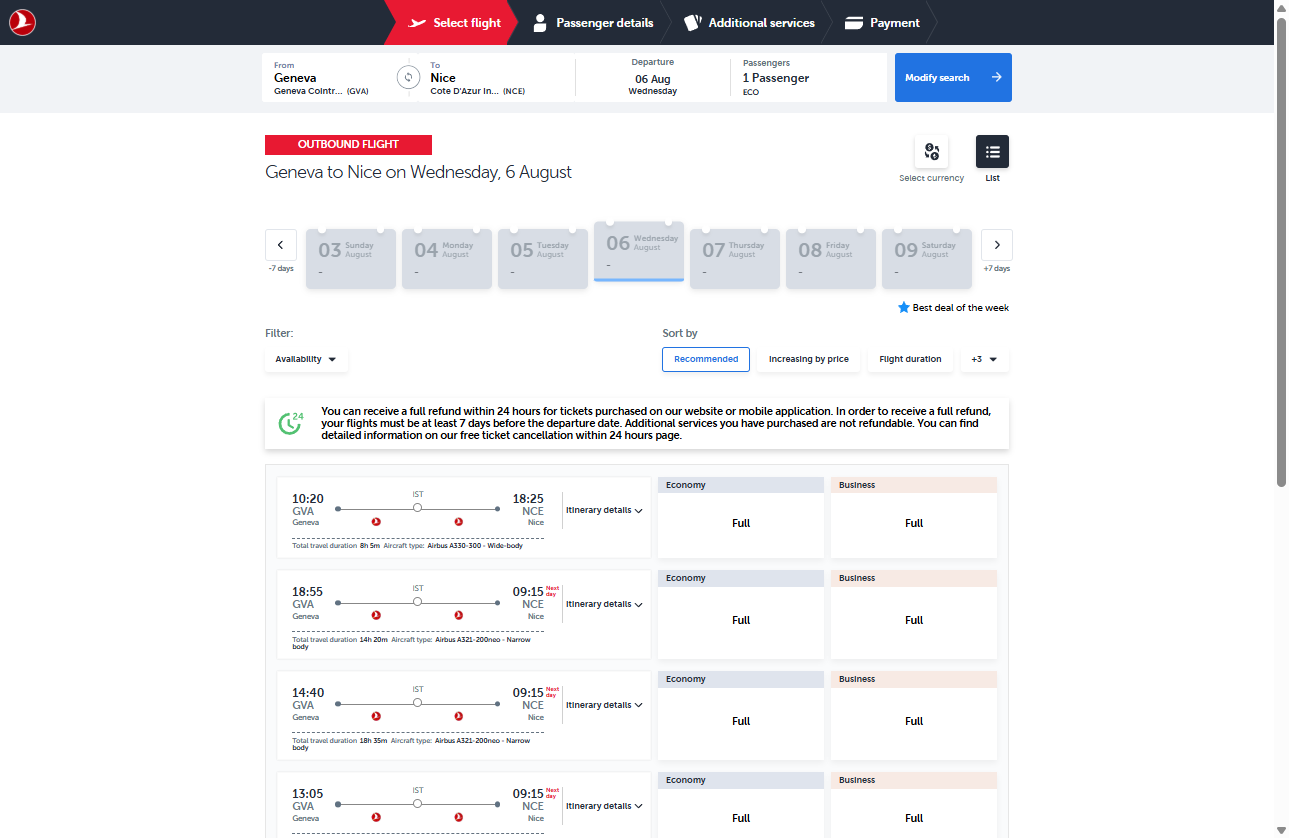 Select flight
Passenger details
Additional services
Payment
From
Geneva
Geneva Cointr... (GVA)
To
Nice
Cote D'Azur In... (NCE)
Departure
06 Aug
Wednesday
Passengers
1 Passenger
ECO
Modify search
OUTBOUND FLIGHT
Geneva to Nice on Wednesday, 6 August
Select currency
List
-7 days
03 Sunday August
-
04 Monday August
-
05 Tuesday August
-
06 Wednesday August
-
07 Thursday August
-
08 Friday August
-
09 Saturday August
-
+7 days
Best deal of the week
Filter:
Availability
Sort by
Recommended
Increasing by price
Flight duration
+3
24
You can receive a full refund within 24 hours for tickets purchased on our website or mobile application. In order to receive a full refund,
your flights must be at least 7 days before the departure date. Additional services you have purchased are not refundable. You can find
detailed information on our free ticket cancellation within 24 hours page.
10:20
GVA
Geneva
IST
18:25
NCE
Nice
Itinerary details
Total travel duration 8h 5m Aircraft type: Airbus A330-300 - Wide-body
Economy
Full
Business
Full
18:55
GVA
Geneva
IST
09:15 Next day
NCE
Nice
Itinerary details
Total travel duration 14h 20m Aircraft type: Airbus A321-200neo - Narrow
body
Economy
Full
Business
Full
14:40
GVA
Geneva
IST
09:15 Next day
NCE
Nice
Itinerary details
Total travel duration 18h 35m Aircraft type: Airbus A321-200neo - Narrow
body
Economy
Full
Business
Full
13:05
GVA
Geneva
IST
09:15 Next day
NCE
Nice
Itinerary details
Economy
Full
Business
Full